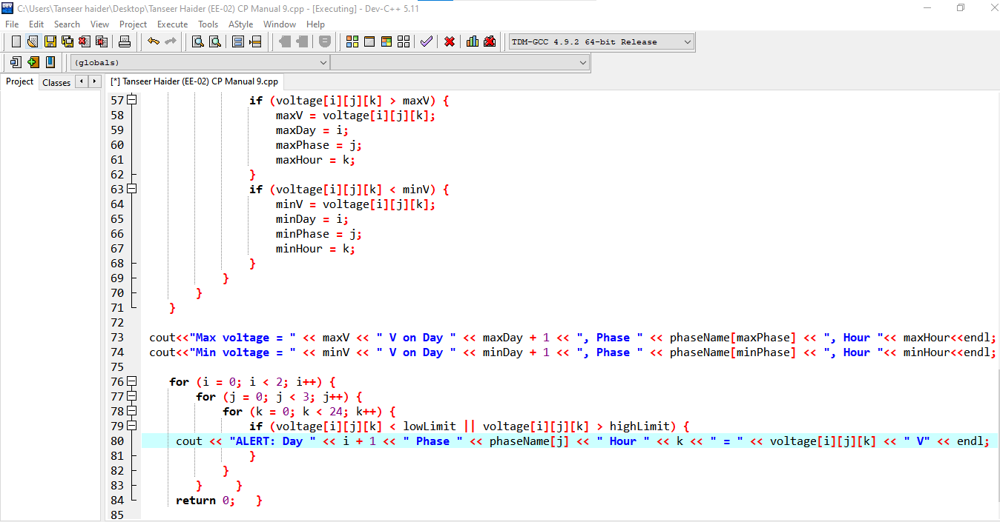 C:\Users\Tanseer haider\Desktop\Tanseer Haider (EE-02) CP Manual 9.cpp - [Executing] - Dev-C++ 5.11
File Edit Search View Project Execute Tools AStyle Window Help
TDM-GCC 4.9.2 64-bit Release
(globals)
Project Classes [*] Tanseer Haider (EE-02) CP Manual 9.cpp
57 if (voltage[i][j][k] > maxV) {
58 maxV = voltage[i][j][k];
59 maxDay = i;
60 maxPhase = j;
61 maxHour = k;
62 }
63 if (voltage[i][j][k] < minV) {
64 minV = voltage[i][j][k];
65 minDay = i;
66 minPhase = j;
67 minHour = k;
68 }
69 }
70 }
71 }
72
73 cout<<"Max voltage = " << maxV << " V on Day " << maxDay + 1 << ", Phase " << phaseName[maxPhase] << ", Hour "<< maxHour<<endl;
74 cout<<"Min voltage = " << minV << " V on Day " << minDay + 1 << ", Phase " << phaseName[minPhase] << ", Hour "<< minHour<<endl;
75
76 for (i = 0; i < 2; i++) {
77 for (j = 0; j < 3; j++) {
78 for (k = 0; k < 24; k++) {
79 if (voltage[i][j][k] < lowLimit || voltage[i][j][k] > highLimit) {
80 cout << "ALERT: Day " << i + 1 << " Phase " << phaseName[j] << " Hour " << k << " = " << voltage[i][j][k] << " V" << endl;
81 }
82 }
83 } }
84 return 0; }
85